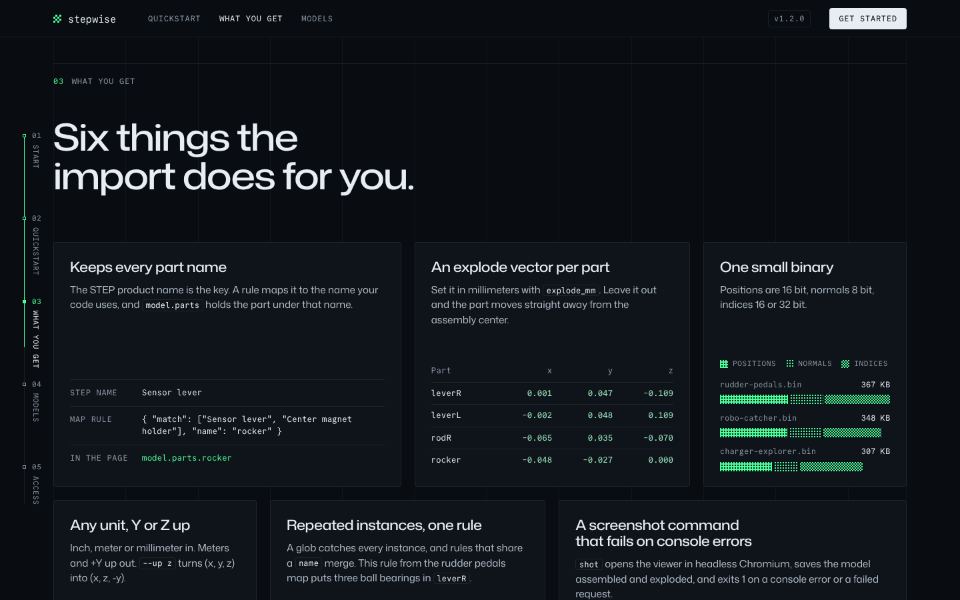 stepwise
QUICKSTART
WHAT YOU GET
MODELS
v1.2.0
GET STARTED
03 WHAT YOU GET
Six things the
import does for you.
01 START
02 QUICKSTART
03 WHAT YOU GET
04 MODELS
05 ACCESS
Keeps every part name
The STEP product name is the key. A rule maps it to the name your
code uses, and model.parts holds the part under that name.
STEP NAME Sensor lever
MAP RULE { "match": ["Sensor lever", "Center magnet
holder"], "name": "rocker" }
IN THE PAGE model.parts.rocker
An explode vector per part
Set it in millimeters with explode_mm. Leave it out
and the part moves straight away from the
assembly center.
Part x y z
leverR 0.001 0.047 -0.109
leverL -0.002 0.048 0.109
rodR -0.065 0.035 -0.070
rocker -0.048 -0.027 0.000
One small binary
Positions are 16 bit, normals 8 bit,
indices 16 or 32 bit.
POSITIONS NORMALS INDICES
rudder-pedals.bin 367 KB
robo-catcher.bin 348 KB
charger-explorer.bin 307 KB
Any unit, Y or Z up
Inch, meter or millimeter in. Meters
and +Y up out. --up z turns (x, y, z)
into (x, z, -y).
Repeated instances, one rule
A glob catches every instance, and rules that share
a name merge. This rule from the rudder pedals
map puts three ball bearings in leverR.
A screenshot command
that fails on console errors
shot opens the viewer in headless Chromium, saves the model
assembled and exploded, and exits 1 on a console error or a failed
request.